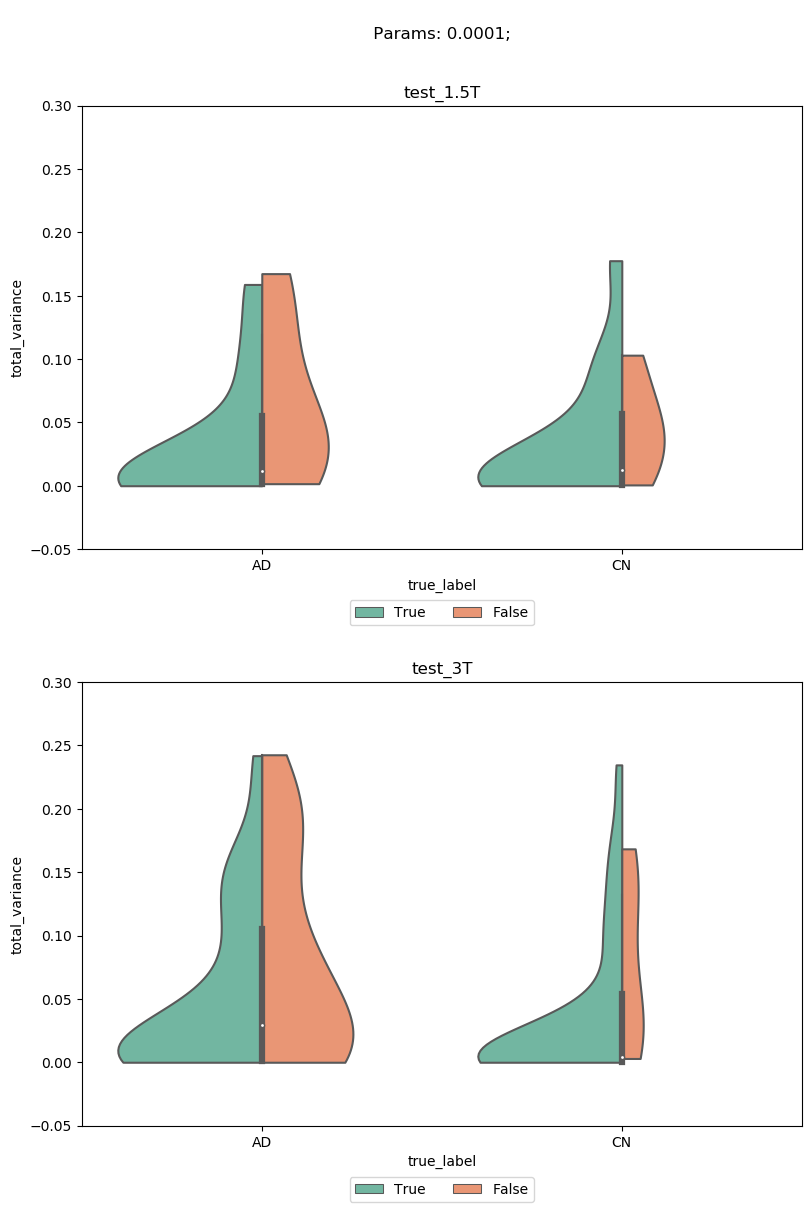 Params: 0.0001;
test_1.5T
0.30
0.25
0.20
0.15
0.10
0.05
0.00
−0.05
total_variance
AD
CN
true_label
True
False
test_3T
0.30
0.25
0.20
0.15
0.10
0.05
0.00
−0.05
total_variance
AD
CN
true_label
True
False